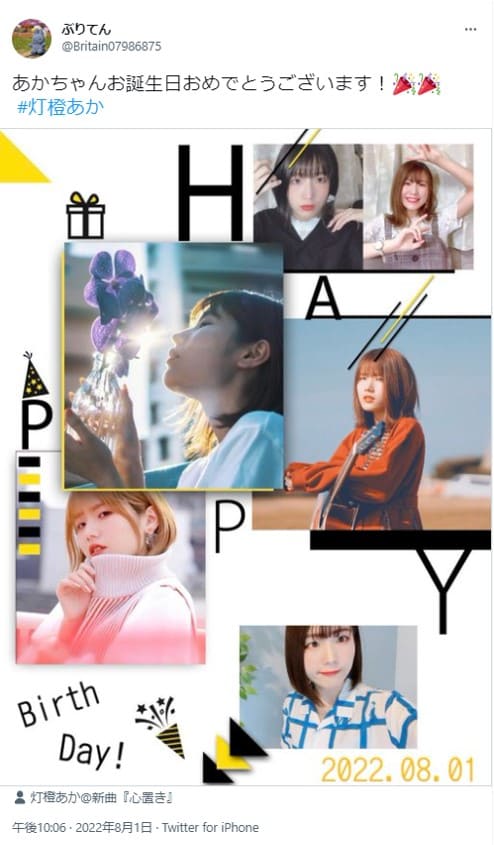 ぶりてん
@Britain07986875
あかちゃんお誕生日おめでとうございます！🎉🎉
#灯橙あか
H
A
P
P
Y
Birth
Day!
2022.08.01
灯橙あか@新曲『心置き』
午後10:06 · 2022年8月1日 · Twitter for iPhone